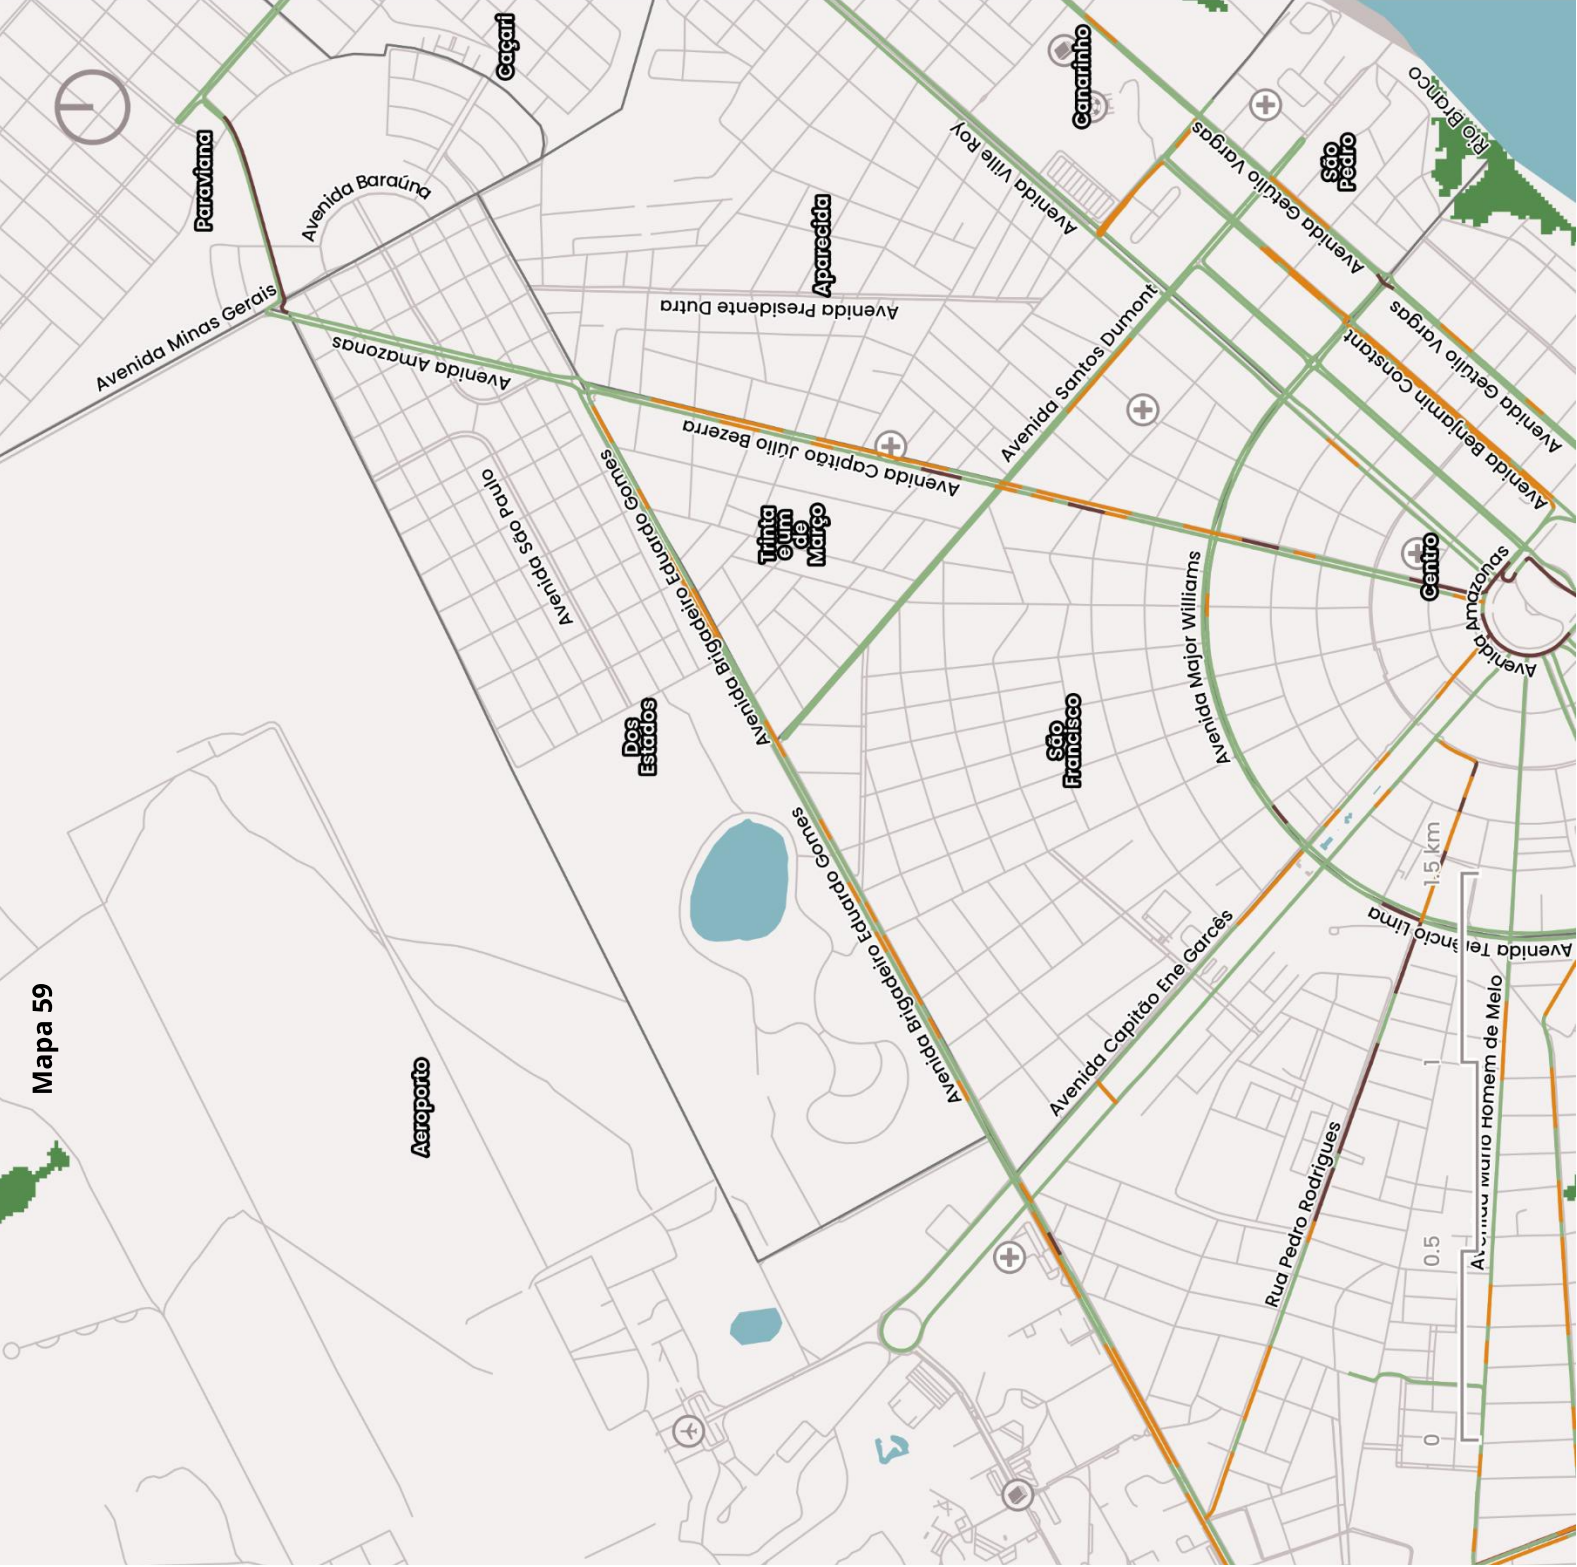 Mapa 59
Paraviana
Caçari
Avenida Baraúna
Avenida Minas Gerais
Avenida Amazonas
Avenida São Paulo
Aeroporto
Dos
Estados
Avenida Brigadeiro Eduardo Gomes
Avenida Brigadeiro Eduardo Gomes
Trinta
e um
de
Março
Avenida Capitão Júlio Bezerra
Avenida Presidente Dutra
Aparecida
Avenida Ville Roy
Canarinho
Avenida Santos Dumont
Avenida Getúlio Vargas
São
Pedro
Rio Branco
Avenida Getúlio Vargas
Avenida Benjamin Constant
Centro
Avenida Amazonas
Avenida
Avenida Major Williams
São
Francisco
Avenida Capitão Ene Garcês
Avenida Terêncio Lima
Rua Pedro Rodrigues
Avenida Mário Homem de Melo
0
0.5
1
1.5 km